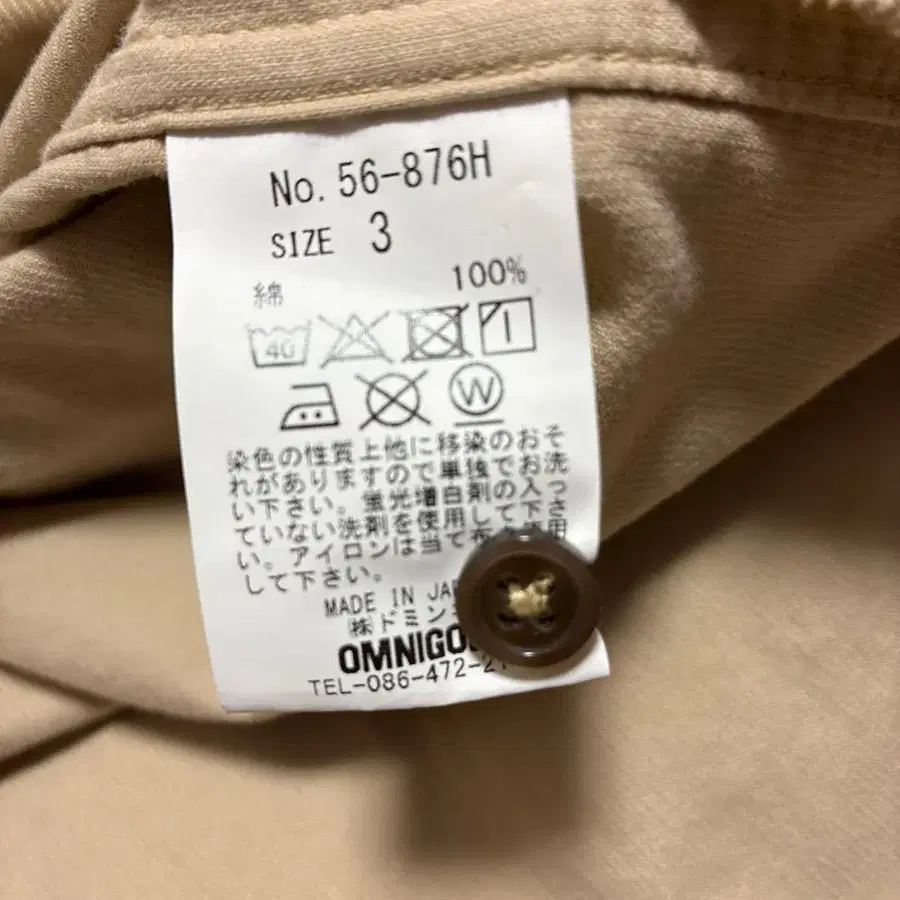 No. 56-876H
SIZE 3
綿 100%
40
W
染色の性質上他に移染のおそ
れがありますので単独でお洗
い下さい。蛍光増白剤の入っ
ていない洗剤を使用して下さ
い。アイロンは当て布を使用
して下さい。
MADE IN JA
㈱ドミン
OMNIGO
TEL-086-472-2